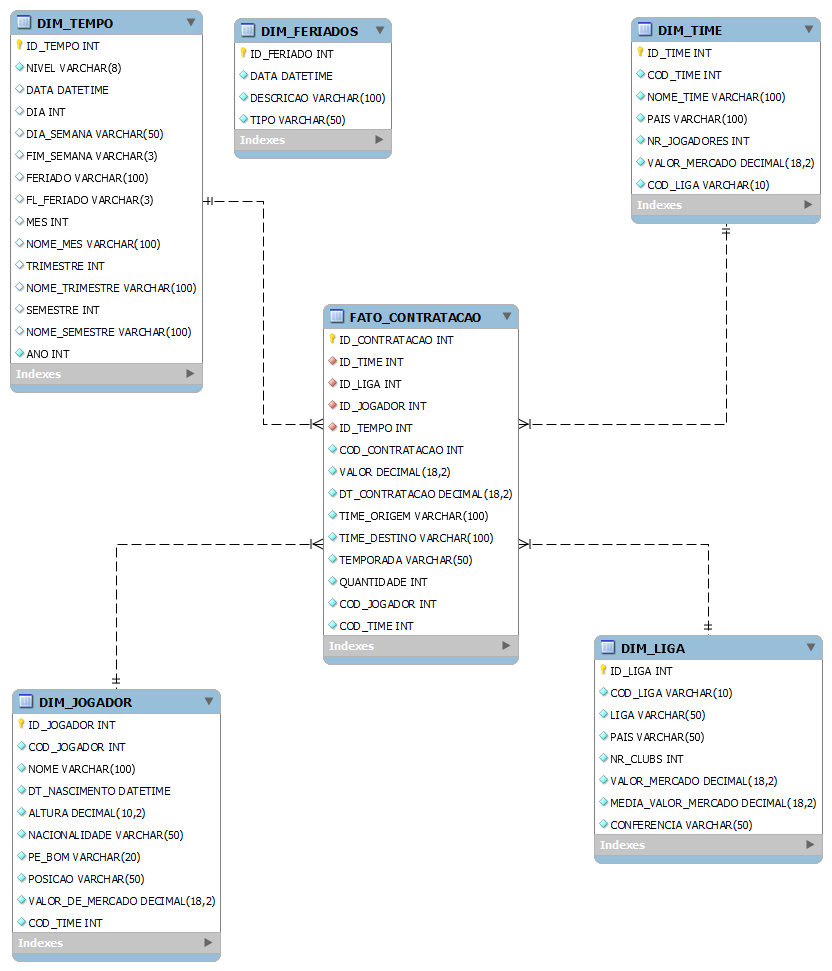 DIM_TEMPO
ID_TEMPO INT
NIVEL VARCHAR(8)
DATA DATETIME
DIA INT
DIA_SEMANA VARCHAR(50)
FIM_SEMANA VARCHAR(3)
FERIADO VARCHAR(100)
FL_FERIADO VARCHAR(3)
MES INT
NOME_MES VARCHAR(100)
TRIMESTRE INT
NOME_TRIMESTRE VARCHAR(100)
SEMESTRE INT
NOME_SEMESTRE VARCHAR(100)
ANO INT
Indexes
DIM_FERIADOS
ID_FERIADO INT
DATA DATETIME
DESCRICAO VARCHAR(100)
TIPO VARCHAR(50)
Indexes
DIM_TIME
ID_TIME INT
COD_TIME INT
NOME_TIME VARCHAR(100)
PAIS VARCHAR(100)
NR_JOGADORES INT
VALOR_MERCADO DECIMAL(18,2)
COD_LIGA VARCHAR(10)
Indexes
FATO_CONTRATACAO
ID_CONTRATACAO INT
ID_TIME INT
ID_LIGA INT
ID_JOGADOR INT
ID_TEMPO INT
COD_CONTRATACAO INT
VALOR DECIMAL(18,2)
DT_CONTRATACAO DECIMAL(18,2)
TIME_ORIGEM VARCHAR(100)
TIME_DESTINO VARCHAR(100)
TEMPORADA VARCHAR(50)
QUANTIDADE INT
COD_JOGADOR INT
COD_TIME INT
Indexes
DIM_JOGADOR
ID_JOGADOR INT
COD_JOGADOR INT
NOME VARCHAR(100)
DT_NASCIMENTO DATETIME
ALTURA DECIMAL(10,2)
NACIONALIDADE VARCHAR(50)
PE_BOM VARCHAR(20)
POSICAO VARCHAR(50)
VALOR_DE_MERCADO DECIMAL(18,2)
COD_TIME INT
Indexes
DIM_LIGA
ID_LIGA INT
COD_LIGA VARCHAR(10)
LIGA VARCHAR(50)
PAIS VARCHAR(50)
NR_CLUBS INT
VALOR_MERCADO DECIMAL(18,2)
MEDIA_VALOR_MERCADO DECIMAL(18,2)
CONFERENCIA VARCHAR(50)
Indexes